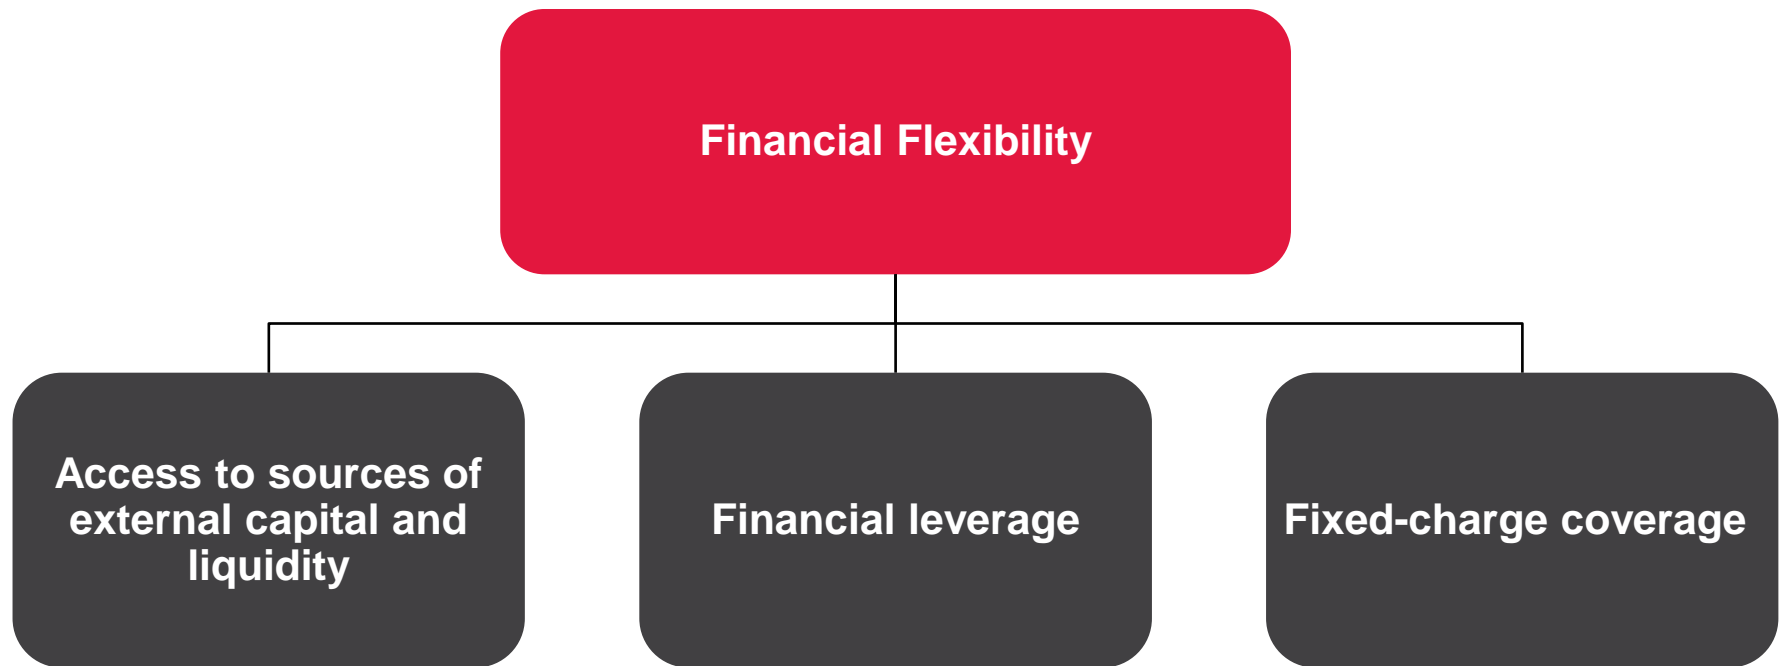 Financial Flexibility
Access to sources of
external capital and
liquidity
Financial leverage
Fixed-charge coverage